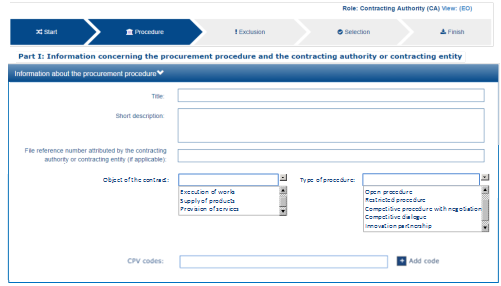 Role: Contracting Authority (CA) View: (EO)
Start Procedure Exclusion Selection Finish
Part I: Information concerning the procurement procedure and the contracting authority or contracting entity
Information about the procurement procedure
Title:
Short description:
File reference number attributed by the contracting
authority or contracting entity (if applicable):
Object of the contract: Type of procedure:
Execution of works
Supply of products
Provision of services
Open procedure
Restricted procedure
Competitive procedure with negotiation
Competitive dialogue
Innovation partnership
CPV codes: Add code